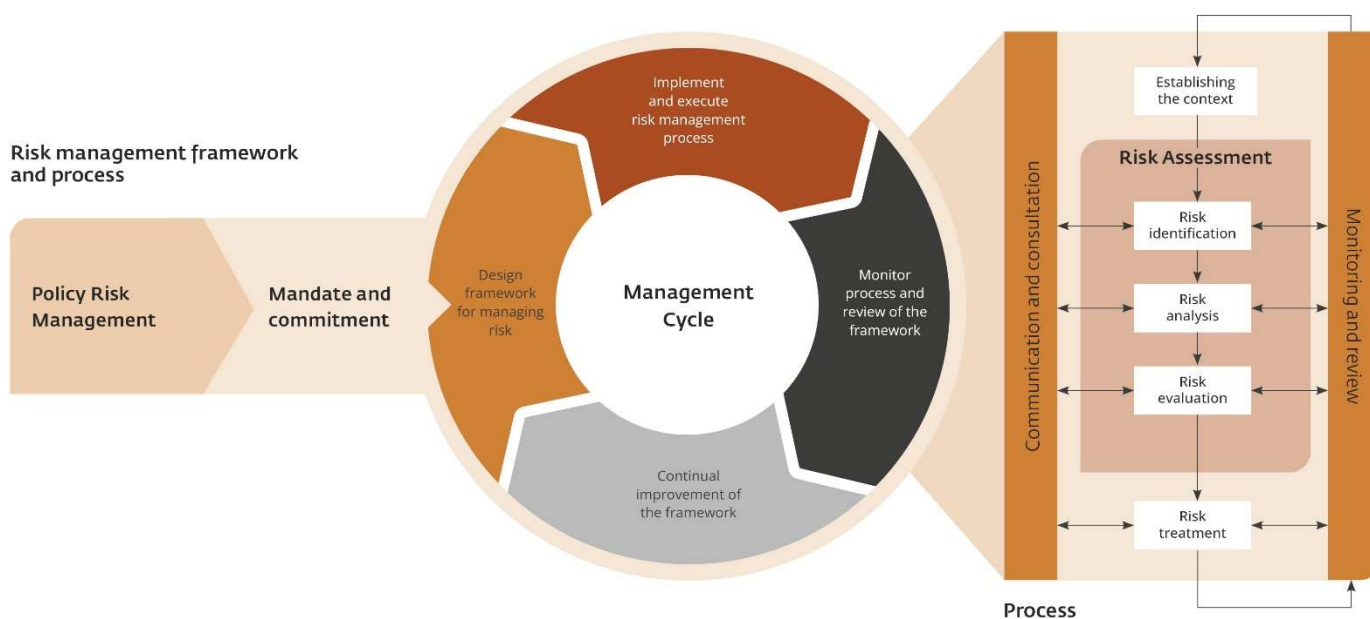 Risk management framework
and process
Policy Risk
Management
Mandate and
commitment
Design
framework
for managing
risk
Implement
and execute
risk management
process
Management
Cycle
Monitor
process and
review of the
framework
Continual
improvement of
the framework
Communication and consultation
Establishing
the context
Risk Assessment
Risk
identification
Risk
analysis
Risk
evaluation
Risk
treatment
Monitoring and review
Process